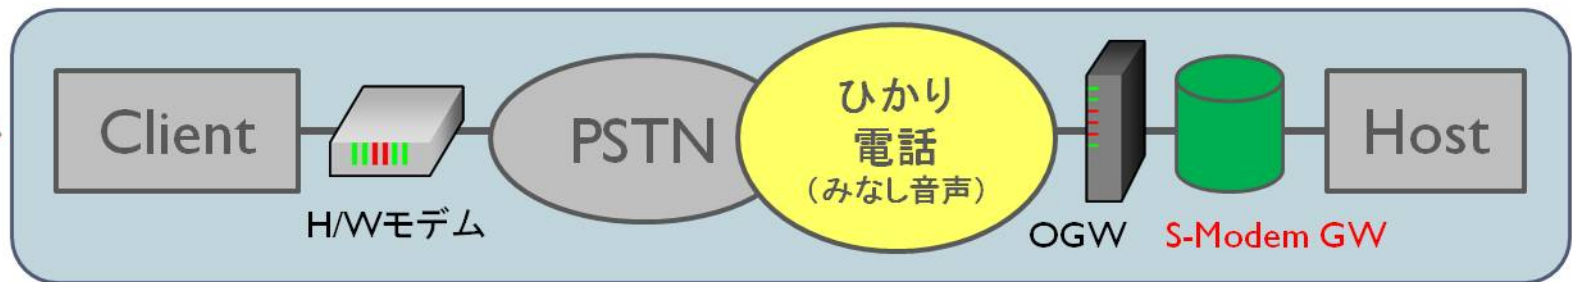 Client
H/Wモデム
PSTN
ひかり
電話
(みなし音声)
OGW
S-Modem GW
Host